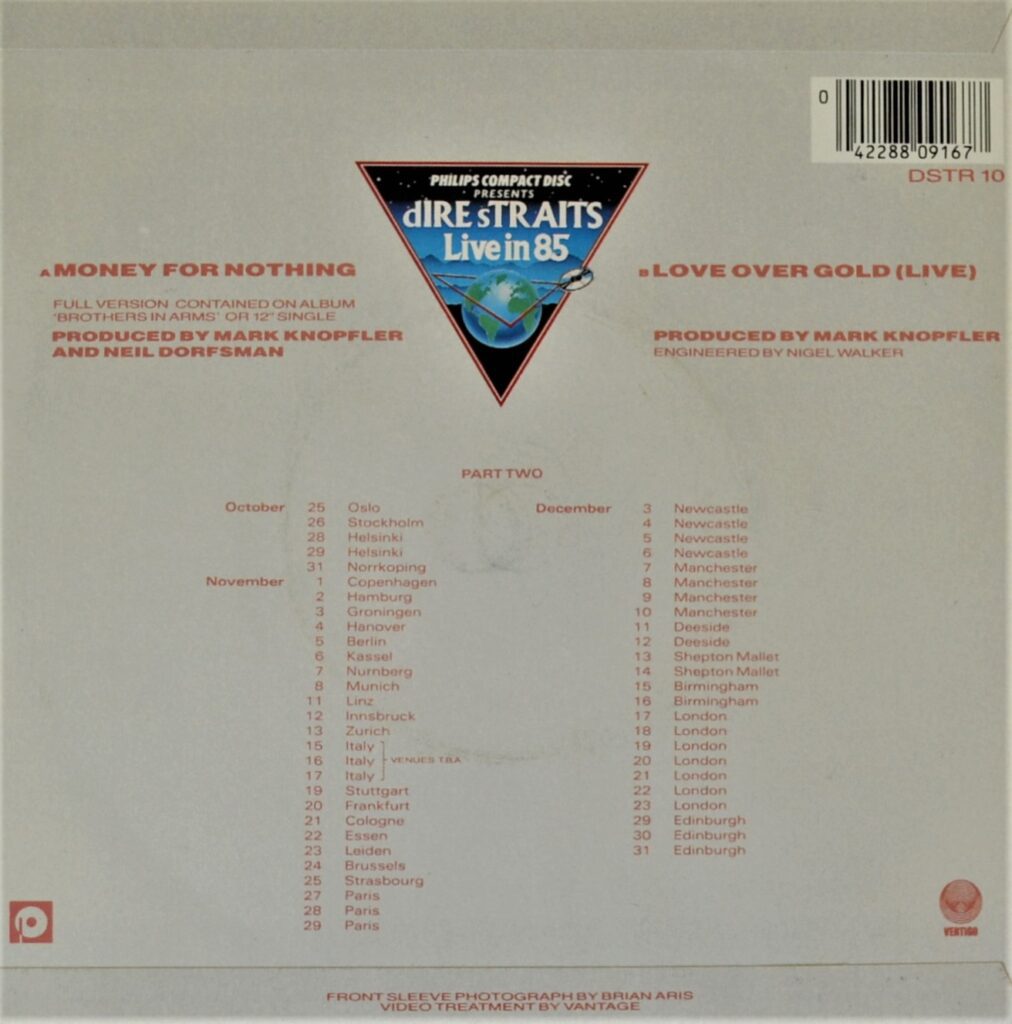 0
42288 09167
DSTR 10
PHILIPS COMPACT DISC
PRESENTS
dIRE sTRAITS
Live in 85
A MONEY FOR NOTHING
FULL VERSION CONTAINED ON ALBUM
'BROTHERS IN ARMS' OR 12" SINGLE
PRODUCED BY MARK KNOPFLER
AND NEIL DORFSMAN
B LOVE OVER GOLD (LIVE)
PRODUCED BY MARK KNOPFLER
ENGINEERED BY NIGEL WALKER
PART TWO
October 25 Oslo
26 Stockholm
28 Helsinki
29 Helsinki
31 Norrkoping
November 1 Copenhagen
2 Hamburg
3 Groningen
4 Hanover
5 Berlin
6 Kassel
7 Nurnberg
8 Munich
11 Linz
12 Innsbruck
13 Zurich
15 Italy
16 Italy VENUES T.B.A
17 Italy
19 Stuttgart
20 Frankfurt
21 Cologne
22 Essen
23 Leiden
24 Brussels
25 Strasbourg
27 Paris
28 Paris
29 Paris
December 3 Newcastle
4 Newcastle
5 Newcastle
6 Newcastle
7 Manchester
8 Manchester
9 Manchester
10 Manchester
11 Deeside
12 Deeside
13 Shepton Mallet
14 Shepton Mallet
15 Birmingham
16 Birmingham
17 London
18 London
19 London
20 London
21 London
22 London
23 London
29 Edinburgh
30 Edinburgh
31 Edinburgh
VERTIGO
FRONT SLEEVE PHOTOGRAPH BY BRIAN ARIS
VIDEO TREATMENT BY VANTAGE